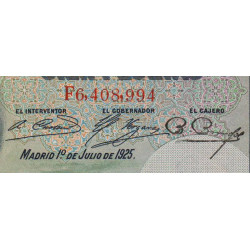 F6,408,994
EL INTERVENTOR EL GOBERNADOR EL CAJERO
MADRID 1º DE JULIO DE 1925.